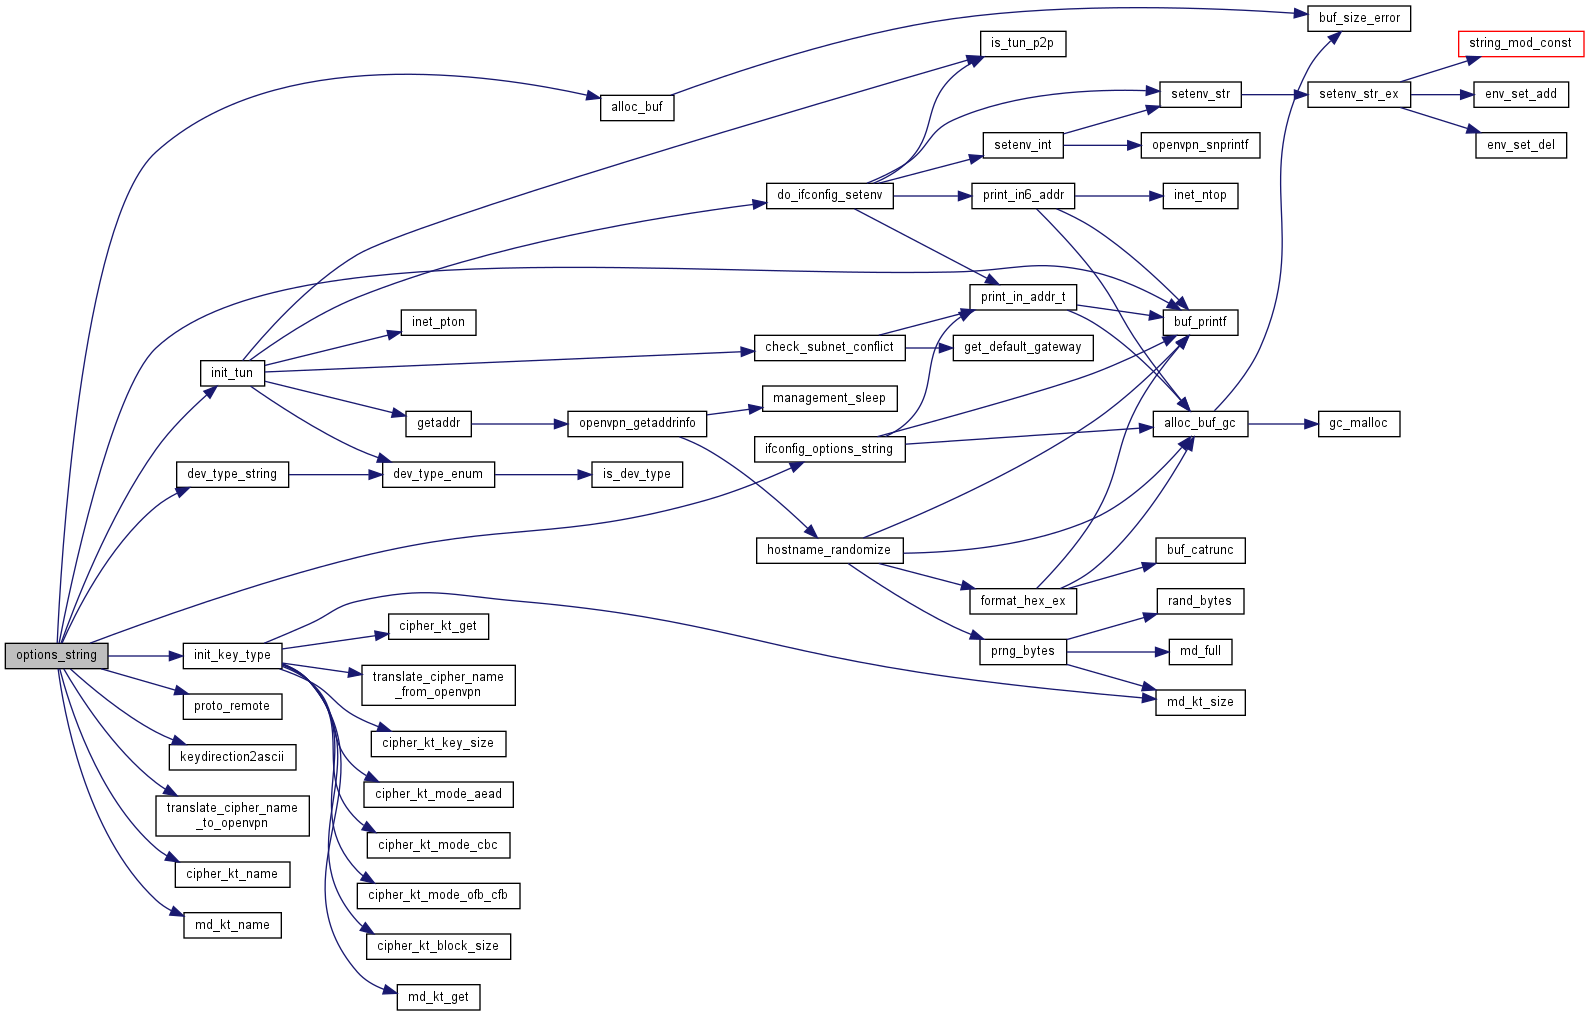 buf_size_error
is_tun_p2p
string_mod_const
alloc_buf
setenv_str
setenv_str_ex
env_set_add
setenv_int
openvpn_snprintf
env_set_del
do_ifconfig_setenv
print_in6_addr
inet_ntop
print_in_addr_t
inet_pton
buf_printf
check_subnet_conflict
get_default_gateway
init_tun
management_sleep
getaddr
openvpn_getaddrinfo
alloc_buf_gc
gc_malloc
ifconfig_options_string
dev_type_string
dev_type_enum
is_dev_type
hostname_randomize
buf_catrunc
format_hex_ex
rand_bytes
cipher_kt_get
options_string
init_key_type
prng_bytes
md_full
translate_cipher_name
_from_openvpn
proto_remote
md_kt_size
cipher_kt_key_size
keydirection2ascii
cipher_kt_mode_aead
translate_cipher_name
_to_openvpn
cipher_kt_mode_cbc
cipher_kt_name
cipher_kt_mode_ofb_cfb
md_kt_name
cipher_kt_block_size
md_kt_get